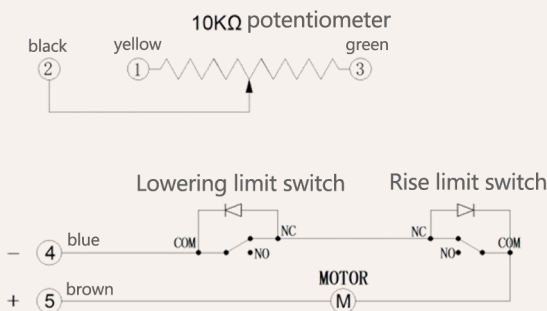 10KΩ potentiometer
black
yellow
green
2
1
3
Lowering limit switch
Rise limit switch
NC
NC
COM
NO
NO
COM
− 4 blue
MOTOR
+ 5 brown
M